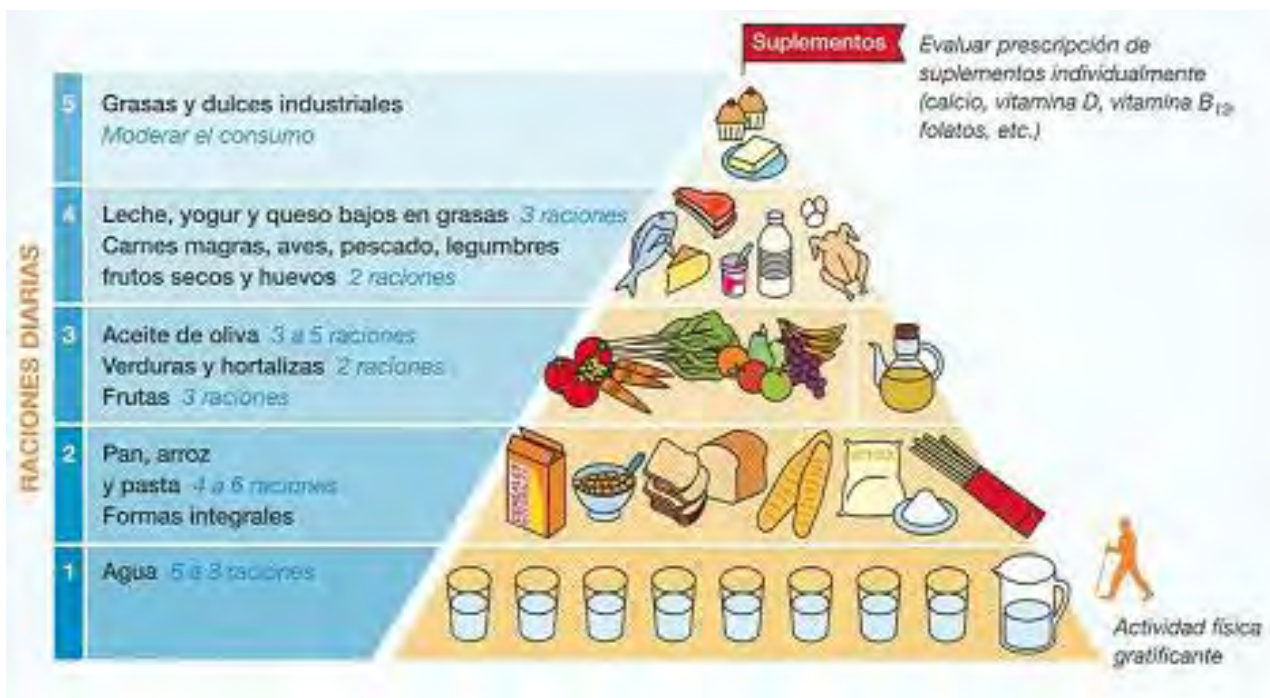 Suplementos
Evaluar prescripción de
suplementos individualmente
(calcio, vitamina D, vitamina B12,
folatos, etc.)
RACIONES DIARIAS
5
Grasas y dulces industriales
Moderar el consumo
4
Leche, yogur y queso bajos en grasas 3 raciones
Carnes magras, aves, pescado, legumbres
frutos secos y huevos 2 raciones
3
Aceite de oliva 3 a 5 raciones
Verduras y hortalizas 2 raciones
Frutas 3 raciones
2
Pan, arroz
y pasta 4 a 6 raciones
Formas integrales
1
Agua a 8 raciones
Actividad física
gratificante